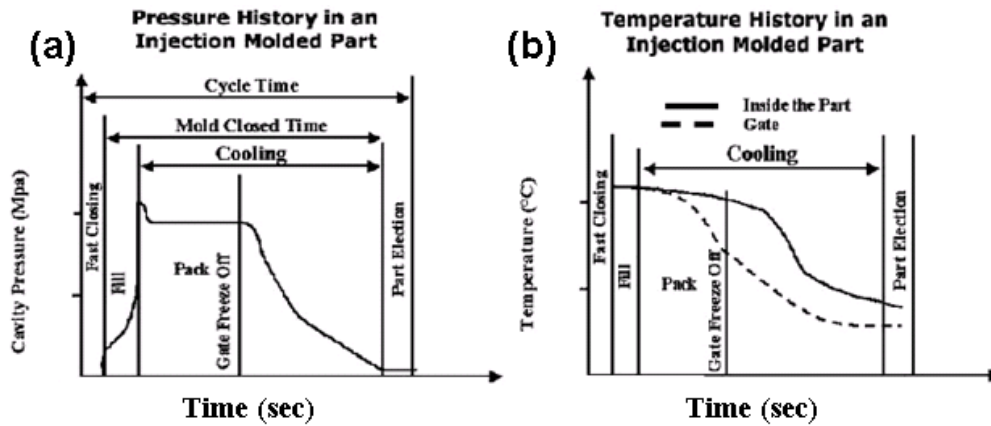 (a)
Pressure History in an
Injection Molded Part
Cycle Time
Mold Closed Time
Cooling
Cavity Pressure (Mpa)
Fast Closing
Fill
Pack
Gate Freeze Off
Part Election
Time (sec)
(b)
Temperature History in an
Injection Molded Part
Inside the Part
Gate
Cooling
Temperature (°C)
Fast Closing
Fill
Pack
Gate Freeze Off
Part Election
Time (sec)